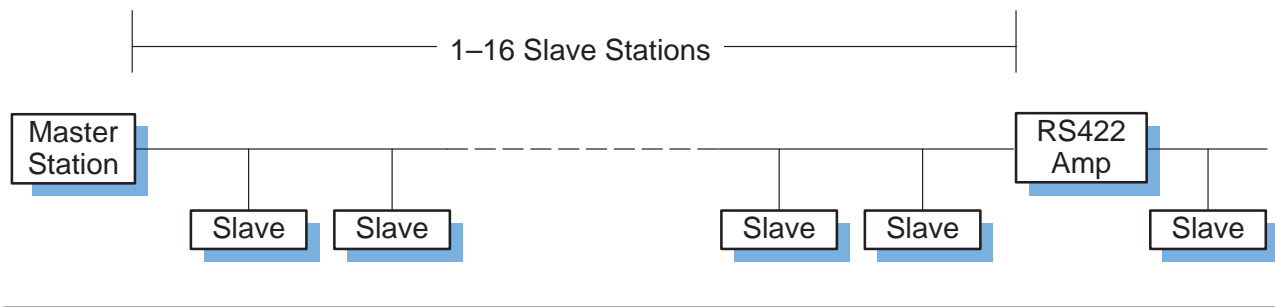 1–16 Slave Stations
Master
Station
RS422
Amp
Slave
Slave
Slave
Slave
Slave